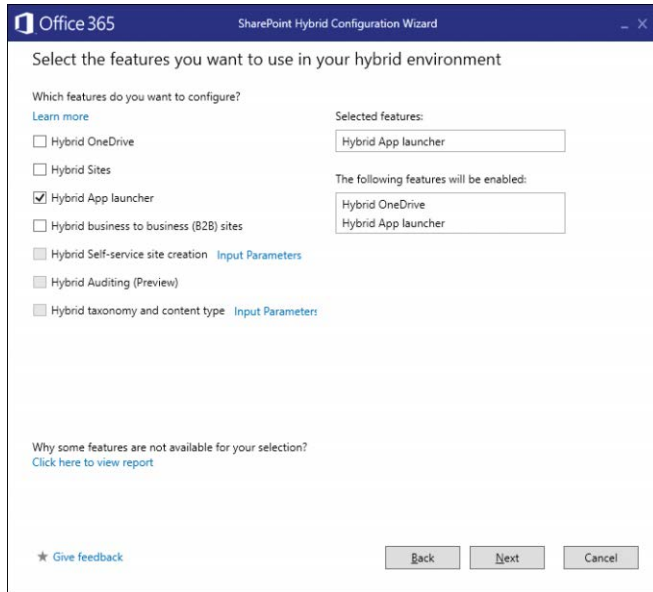 Office 365
SharePoint Hybrid Configuration Wizard
Select the features you want to use in your hybrid environment
Which features do you want to configure?
Learn more
Hybrid OneDrive
Hybrid Sites
Hybrid App launcher
Hybrid business to business (B2B) sites
Hybrid Self-service site creation Input Parameters
Hybrid Auditing (Preview)
Hybrid taxonomy and content type Input Parameters
Selected features:
Hybrid App launcher
The following features will be enabled:
Hybrid OneDrive
Hybrid App launcher
Why some features are not available for your selection?
Click here to view report
Give feedback
Back
Next
Cancel